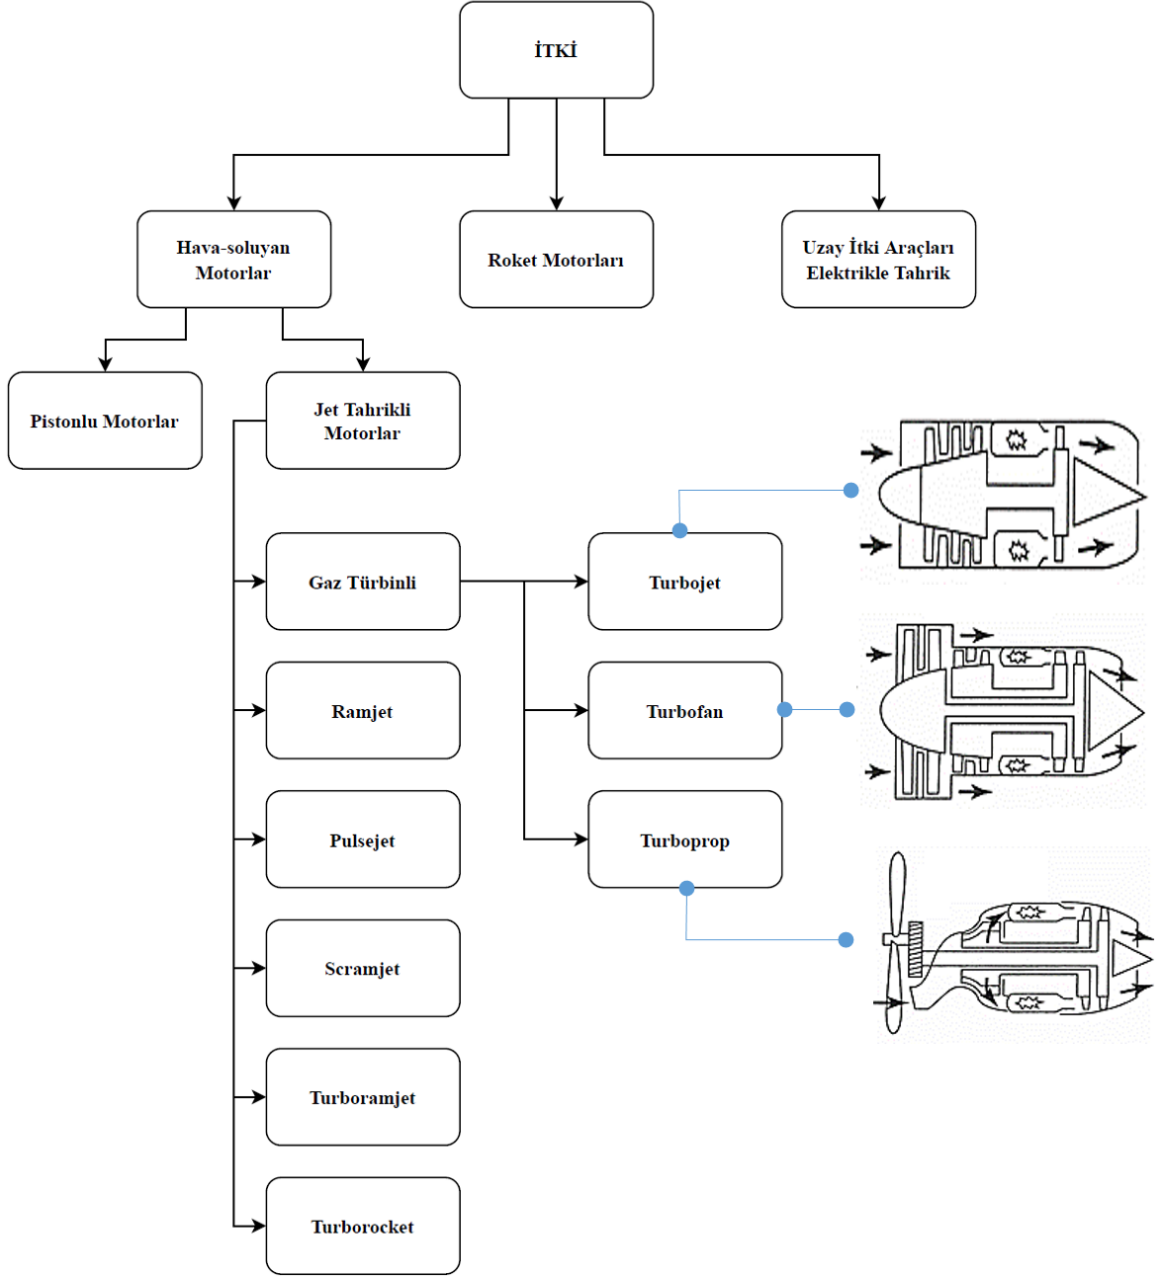 İTKİ
Hava-soluyan
Motorlar
Roket Motorları
Uzay İtki Araçları
Elektrikle Tahrik
Pistonlu Motorlar
Jet Tahrikli
Motorlar
Gaz Türbinli
Turbojet
Ramjet
Turbofan
Pulsejet
Turboprop
Scramjet
Turboramjet
Turborocket